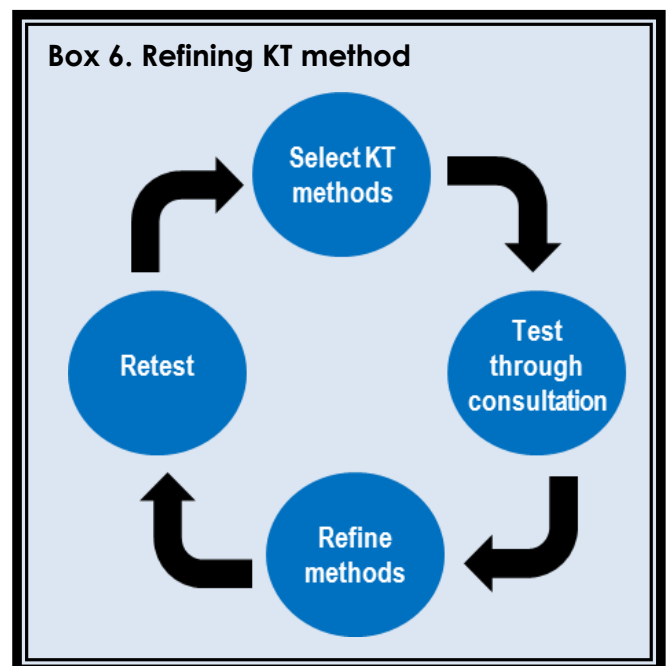 Box 6. Refining KT method
Select KT
methods
Test
through
consultation
Refine
methods
Retest